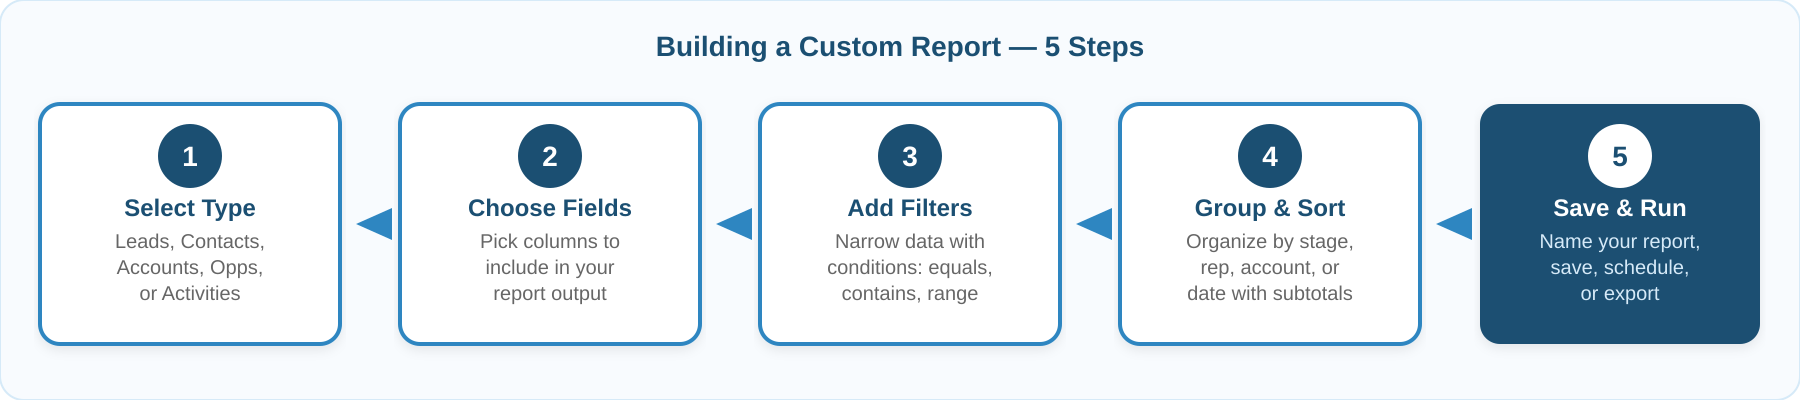 Building a Custom Report — 5 Steps
1
Select Type
Leads, Contacts,
Accounts, Opps,
or Activities
2
Choose Fields
Pick columns to
include in your
report output
3
Add Filters
Narrow data with
conditions: equals,
contains, range
4
Group & Sort
Organize by stage,
rep, account, or
date with subtotals
5
Save & Run
Name your report,
save, schedule,
or export